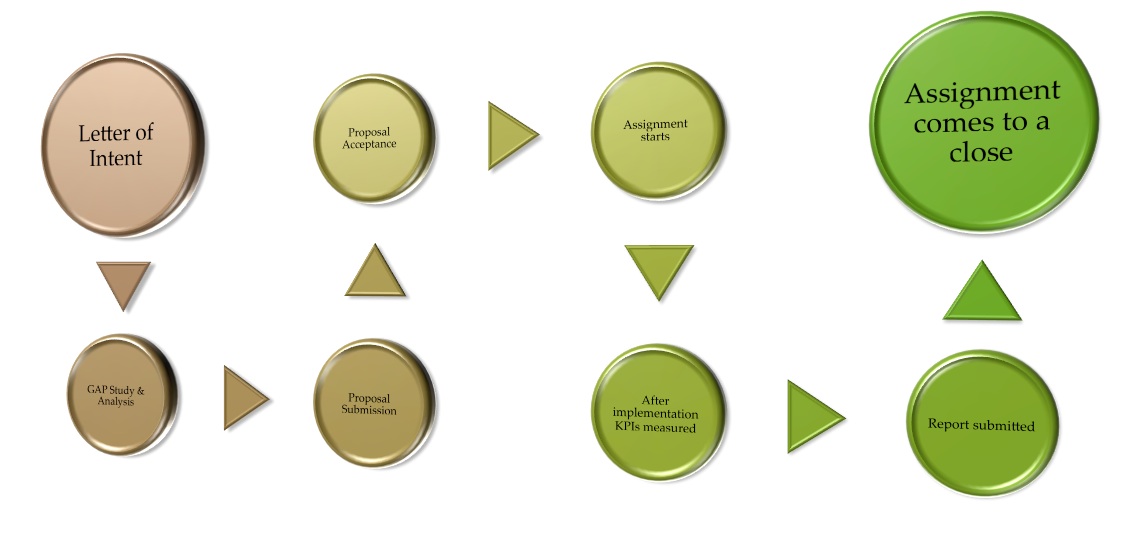 Letter of
Intent
GAP Study &
Analysis
Proposal
Submission
Proposal
Acceptance
Assignment
starts
After
implementation
KPIs measured
Report submitted
Assignment
comes to a
close